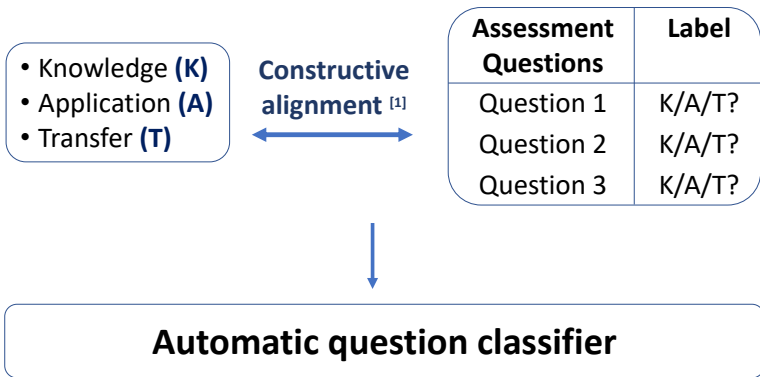 • Knowledge (K)
• Application (A)
• Transfer (T)
Constructive
alignment [1]
Assessment Questions | Label
Question 1 | K/A/T?
Question 2 | K/A/T?
Question 3 | K/A/T?
Automatic question classifier